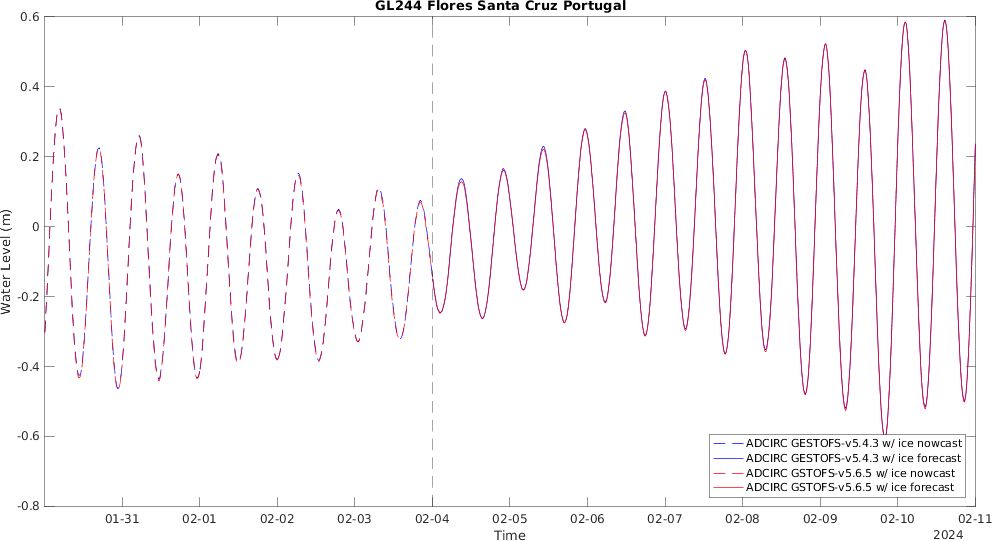 GL244 Flores Santa Cruz Portugal
0.6
0.4
0.2
0
-0.2
-0.4
-0.6
-0.8
Water Level (m)
ADCIRC GESTOFS-v5.4.3 w/ ice nowcast
ADCIRC GESTOFS-v5.4.3 w/ ice forecast
ADCIRC GSTOFS-v5.6.5 w/ ice nowcast
ADCIRC GSTOFS-v5.6.5 w/ ice forecast
01-31 02-01 02-02 02-03 02-04 02-05 02-06 02-07 02-08 02-09 02-10 02-11
Time
2024